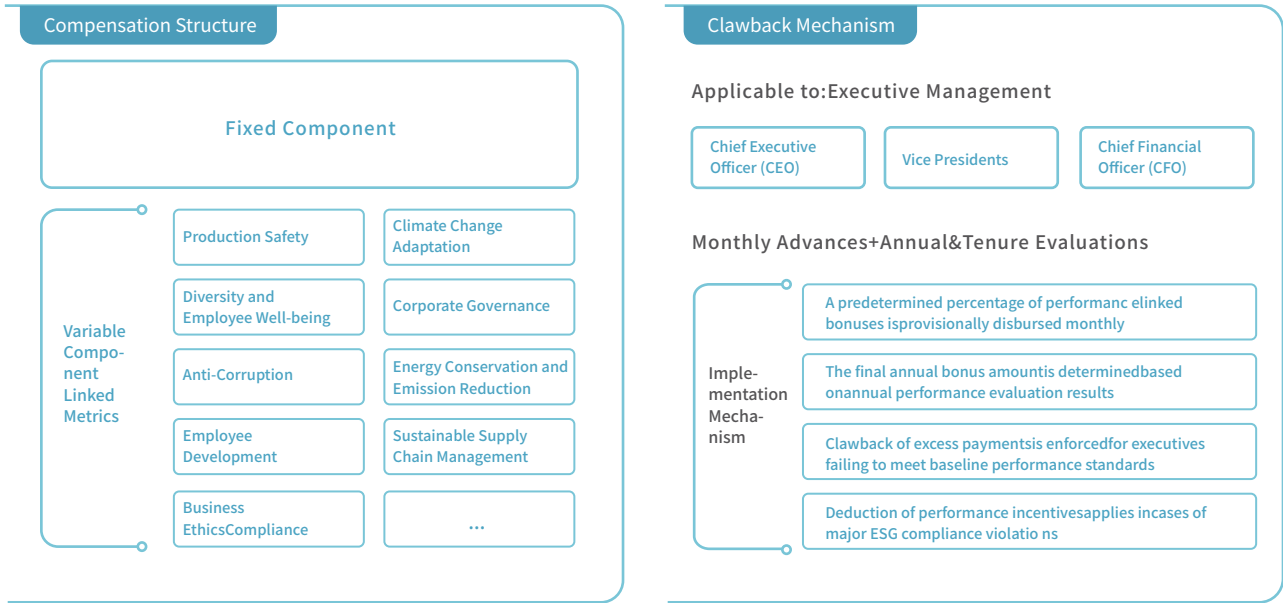 Compensation Structure
Fixed Component
Variable
Compo-
nent
Linked
Metrics
Production Safety
Climate Change
Adaptation
Diversity and
Employee Well-being
Corporate Governance
Anti-Corruption
Energy Conservation and
Emission Reduction
Employee
Development
Sustainable Supply
Chain Management
Business
EthicsCompliance
...
Clawback Mechanism
Applicable to:Executive Management
Chief Executive
Officer (CEO)
Vice Presidents
Chief Financial
Officer (CFO)
Monthly Advances+Annual&Tenure Evaluations
Imple-
mentation
Mecha-
nism
A predetermined percentage of performanc elinked
bonuses isprovisionally disbursed monthly
The final annual bonus amountis determinedbased
onannual performance evaluation results
Clawback of excess paymentsis enforcedfor executives
failing to meet baseline performance standards
Deduction of performance incentivesapplies incases of
major ESG compliance violatio ns